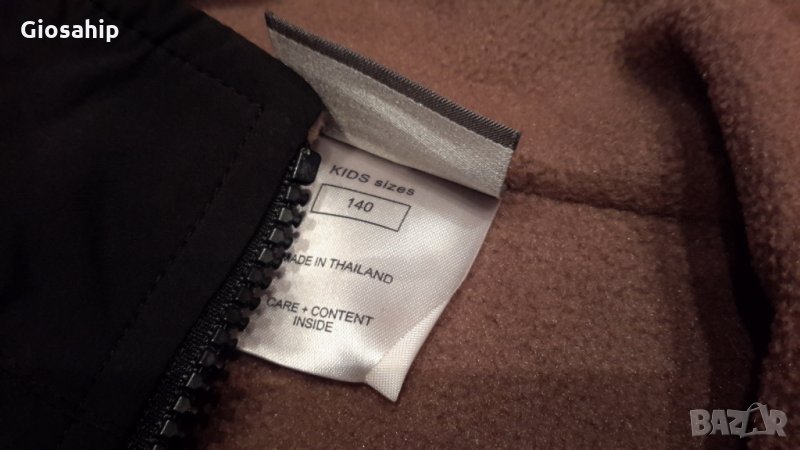 Giosahip
KIDS sizes
140
MADE IN THAILAND
CARE + CONTENT
INSIDE
BAZAR